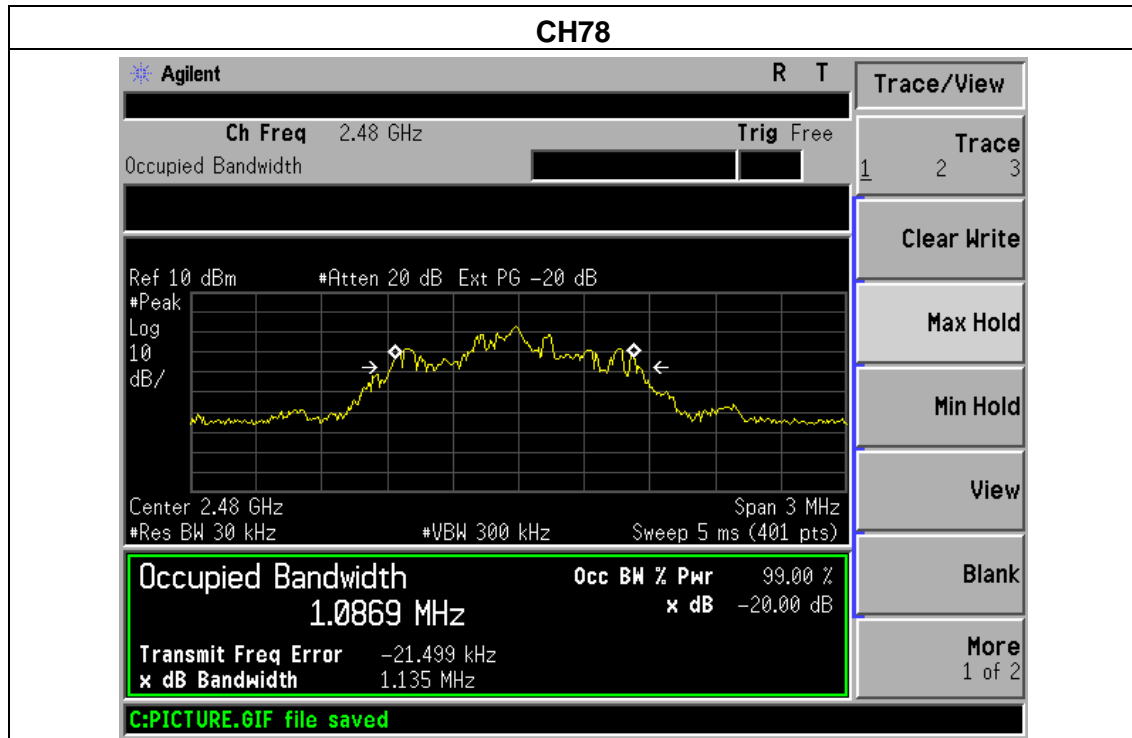 CH78
Agilent
R T
Trace/View
Ch Freq 2.48 GHz
Trig Free
Occupied Bandwidth
Trace
1 2 3
Clear Write
Ref 10 dBm #Atten 20 dB Ext PG -20 dB
#Peak
Log
10
dB/
Max Hold
Min Hold
View
Center 2.48 GHz
Span 3 MHz
#Res BW 30 kHz #VBW 300 kHz Sweep 5 ms (401 pts)
Occupied Bandwidth
1.0869 MHz
Occ BW % Pwr 99.00 %
x dB -20.00 dB
Blank
Transmit Freq Error -21.499 kHz
x dB Bandwidth 1.135 MHz
More
1 of 2
C:PICTURE.GIF file saved